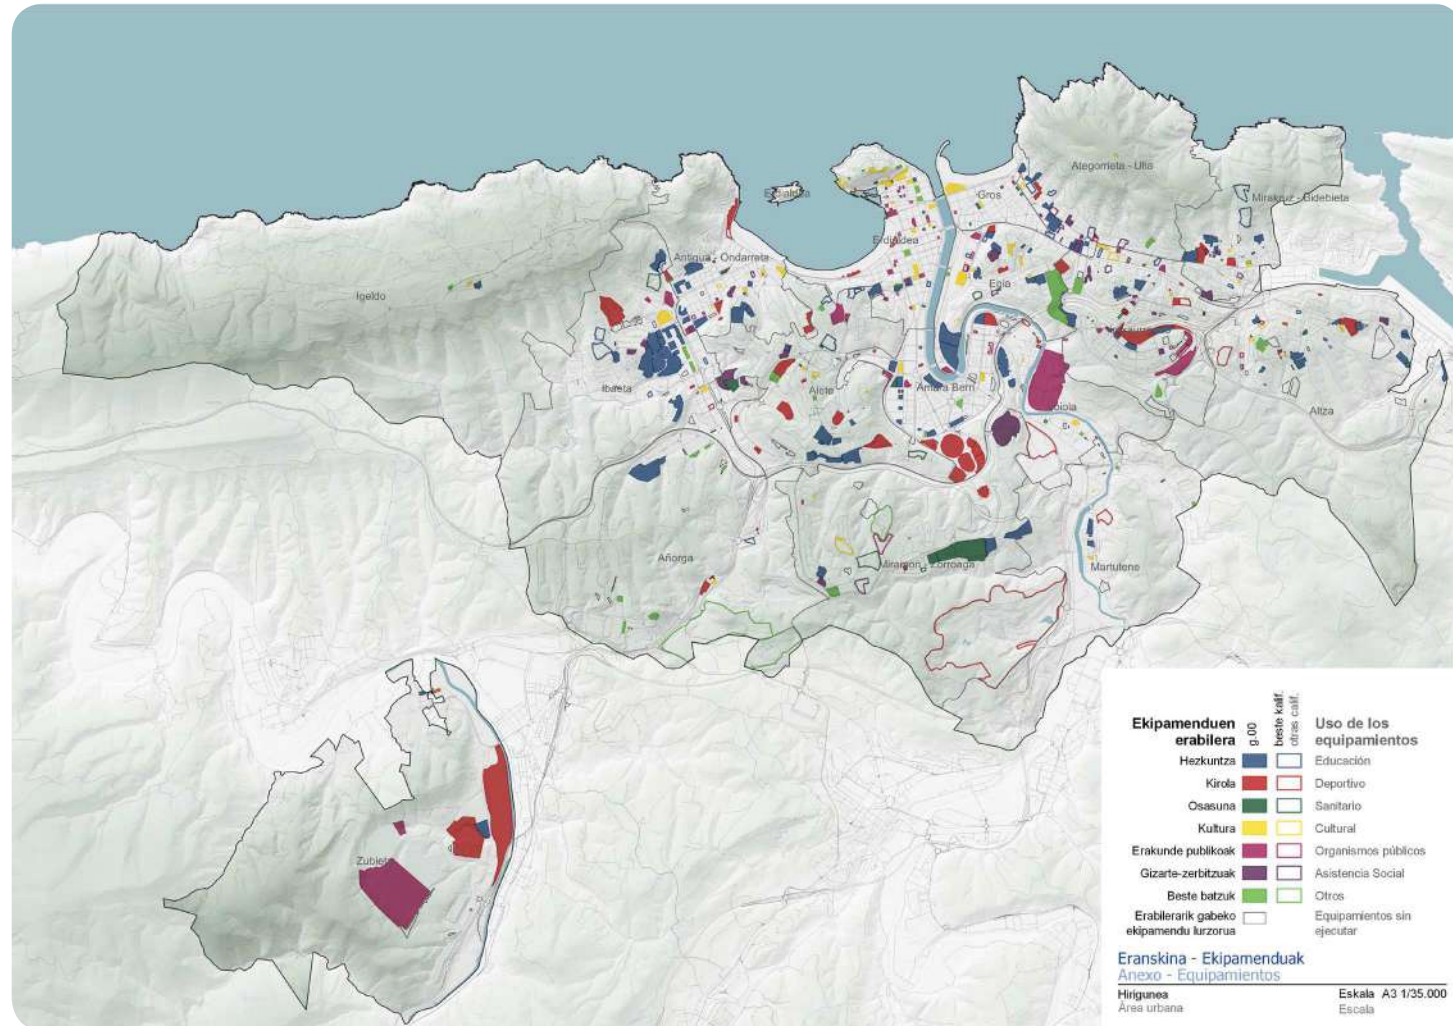 Ategorrieta - Ulia
Gros
Mirakruz - Bidebieta
Erdialdea
Antigua - Ondarreta
Egia
Igeldo
Ibaeta
Aiete
Amara Berri
Loiola
Altza
Añorga
Miramon - Zorroaga
Martutene
Zubieta
Ekipamenduen erabilera
g.00
beste kalif.
otras calif.
Uso de los equipamientos
Hezkuntza Educación
Kirola Deportivo
Osasuna Sanitario
Kultura Cultural
Erakunde publikoak Organismos públicos
Gizarte-zerbitzuak Asistencia Social
Beste batzuk Otros
Erabilerarik gabeko ekipamendu lurzorua
Equipamientos sin ejecutar
Eranskina - Ekipamenduak
Anexo - Equipamientos
Hirigunea Eskala A3 1/35.000
Área urbana Escala